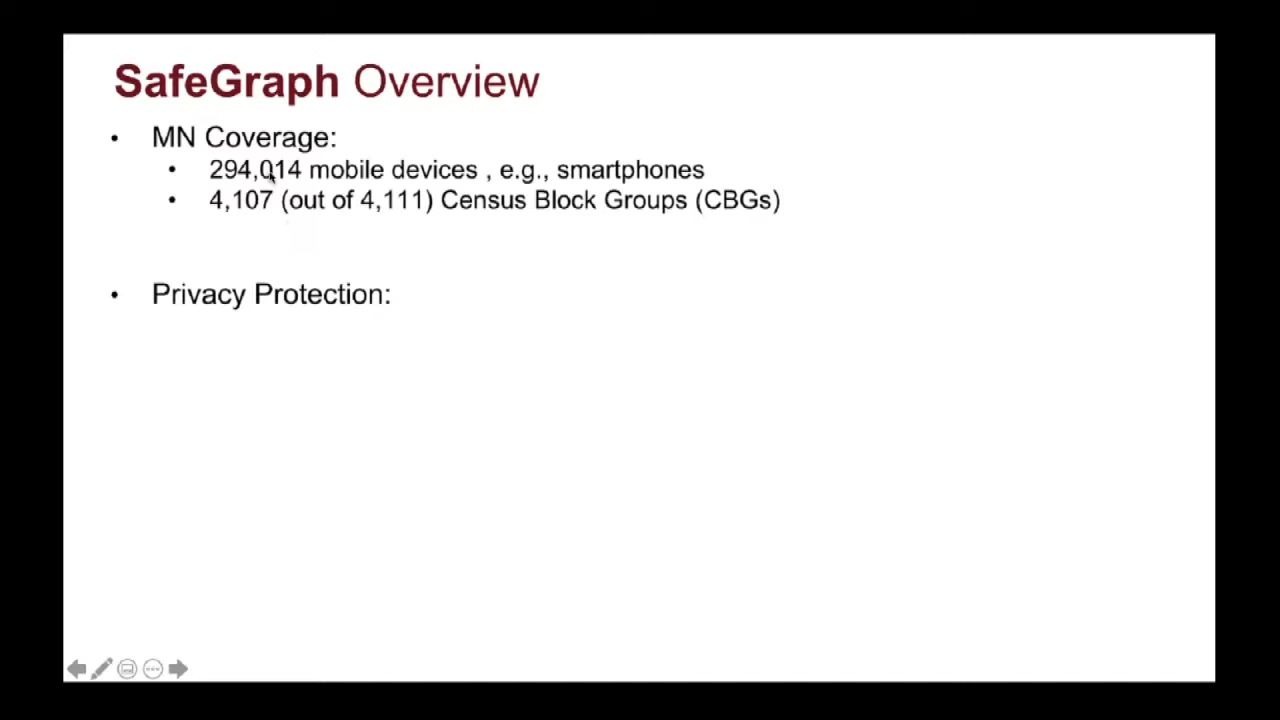 SafeGraph Overview
• MN Coverage:
• 294,014 mobile devices , e.g., smartphones
• 4,107 (out of 4,111) Census Block Groups (CBGs)
• Privacy Protection: